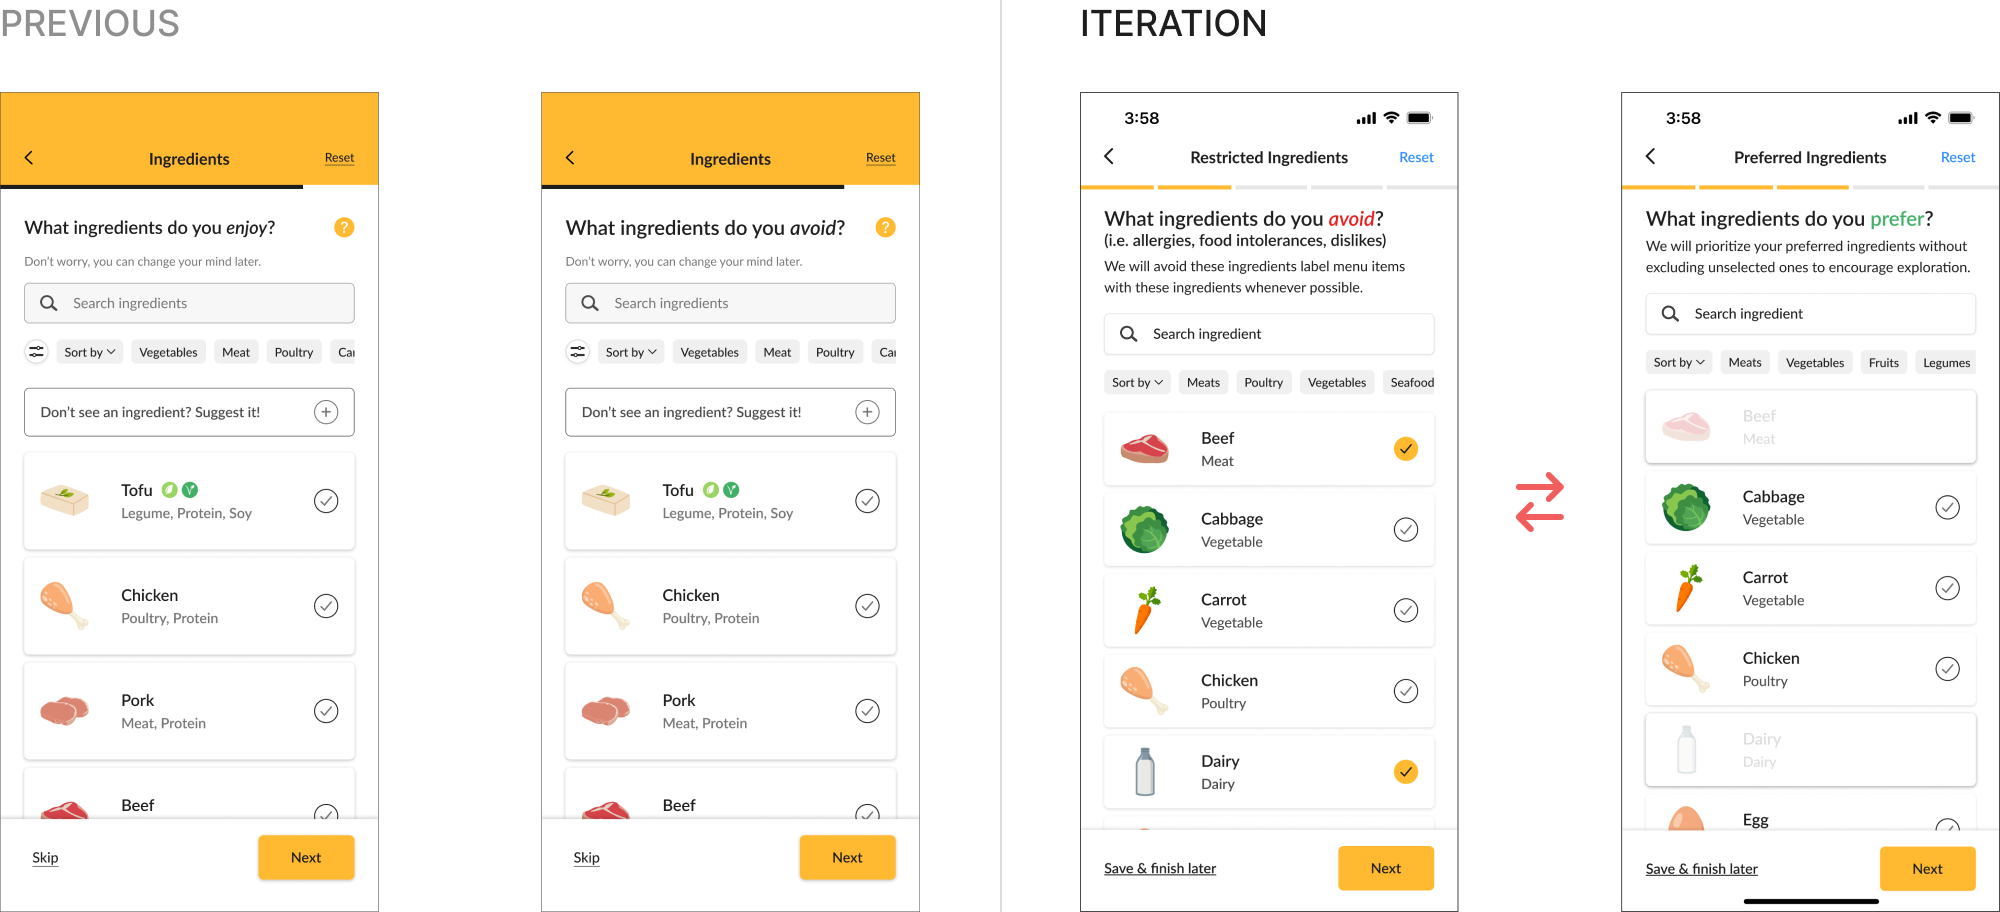 PREVIOUS
Ingredients
Reset
What ingredients do you enjoy?
?
Don't worry, you can change your mind later.
Search ingredients
Sort by
Vegetables
Meat
Poultry
Don't see an ingredient? Suggest it!
Tofu
Legume, Protein, Soy
Chicken
Poultry, Protein
Pork
Meat, Protein
Beef
Skip
Next
Ingredients
Reset
What ingredients do you avoid?
?
Don't worry, you can change your mind later.
Search ingredients
Sort by
Vegetables
Meat
Poultry
Don't see an ingredient? Suggest it!
Tofu
Legume, Protein, Soy
Chicken
Poultry, Protein
Pork
Meat, Protein
Beef
Skip
Next
ITERATION
3:58
Restricted Ingredients
Reset
What ingredients do you avoid?
(i.e. allergies, food intolerances, dislikes)
We will avoid these ingredients label menu items
with these ingredients whenever possible.
Search ingredient
Sort by
Meats
Poultry
Vegetables
Seafood
Beef
Meat
Cabbage
Vegetable
Carrot
Vegetable
Chicken
Poultry
Dairy
Dairy
Save & finish later
Next
3:58
Preferred Ingredients
Reset
What ingredients do you prefer?
We will prioritize your preferred ingredients without
excluding unselected ones to encourage exploration.
Search ingredient
Sort by
Meats
Vegetables
Fruits
Legumes
Beef
Meat
Cabbage
Vegetable
Carrot
Vegetable
Chicken
Poultry
Dairy
Dairy
Egg
Save & finish later
Next